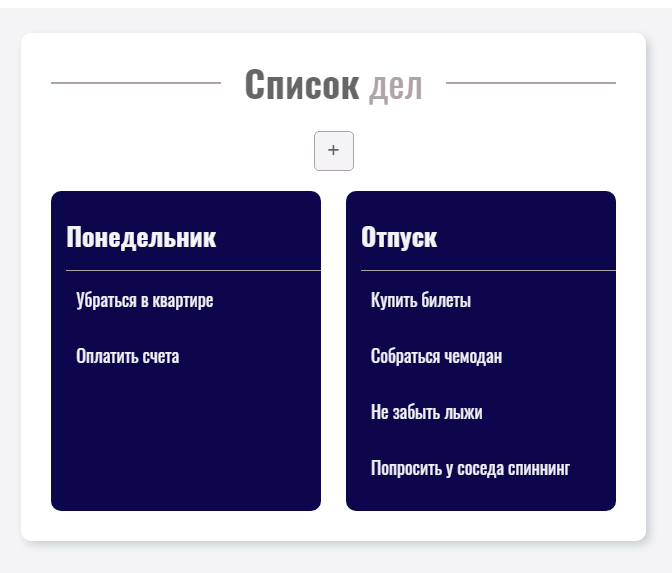 Список дел
+
Понедельник
Убраться в квартире
Оплатить счета
Отпуск
Купить билеты
Собраться чемодан
Не забыть лыжи
Попросить у соседа спиннинг